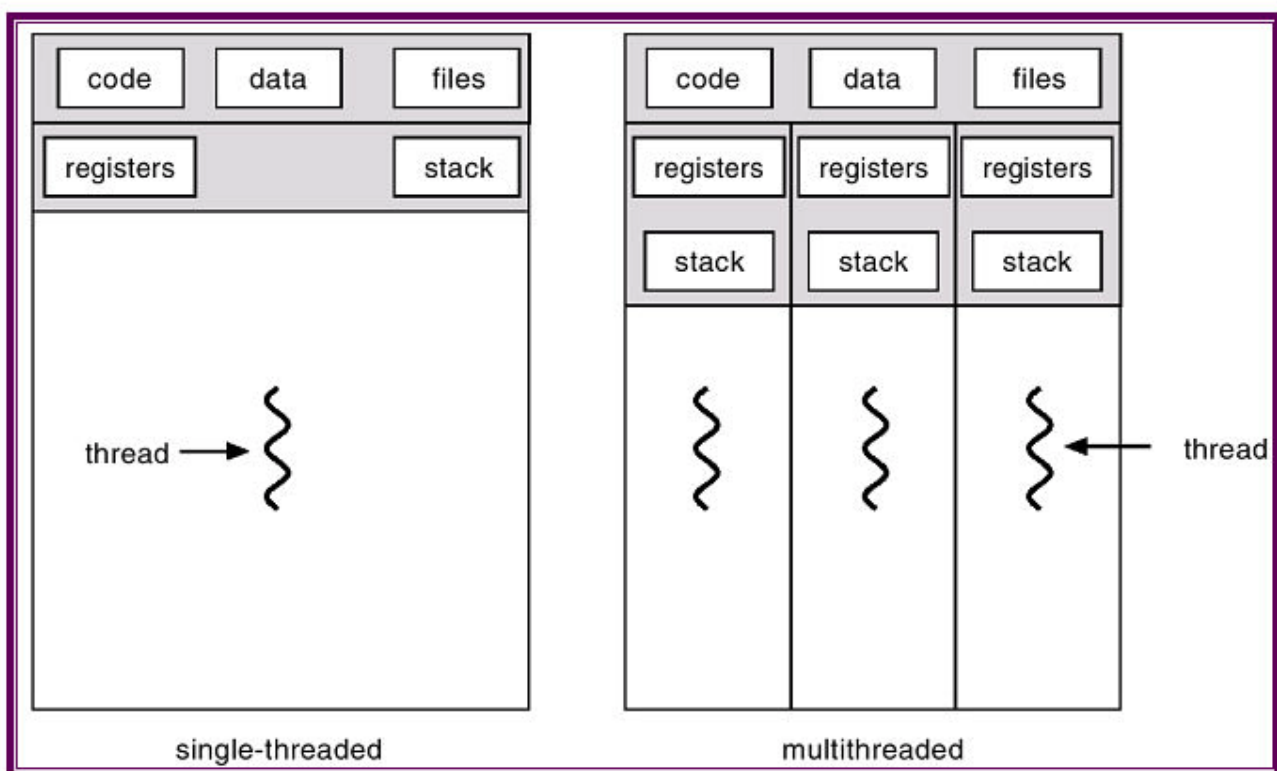 code data files code data files
registers stack registers registers registers
stack stack stack
thread thread
single-threaded multithreaded